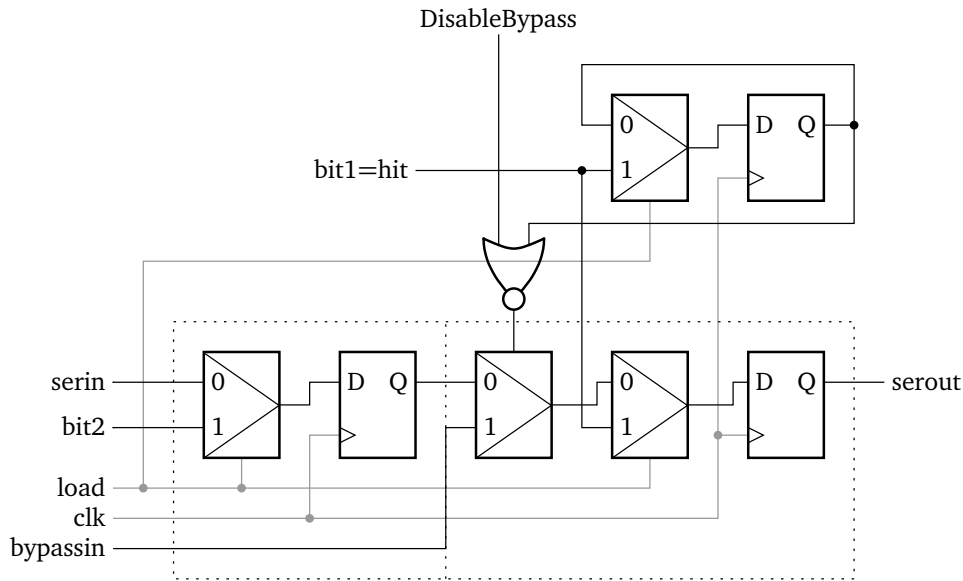 DisableBypass
0
D Q
bit1=hit
1
serin
0
D Q
0
0
D Q
serout
bit2
1
1
1
load
clk
bypassin